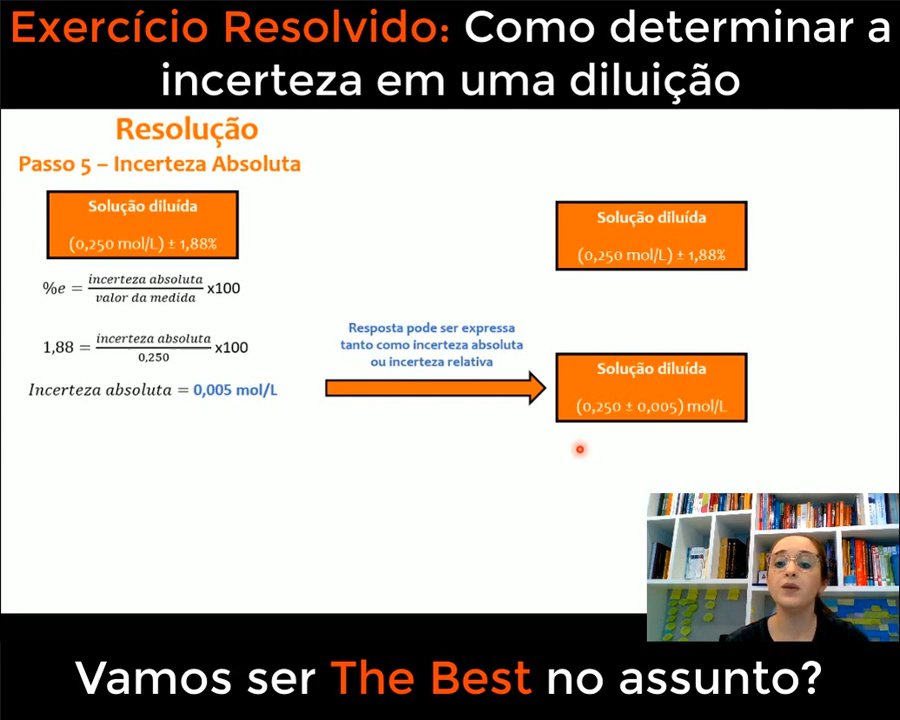 Exercício Resolvido: Como determinar a
incerteza em uma diluição
Resolução
Passo 5 – Incerteza Absoluta
Solução diluída
(0,250 mol/L) ± 1,88%
%e = incerteza absoluta / valor da medida x100
1,88 = incerteza absoluta / 0,250 x100
Incerteza absoluta = 0,005 mol/L
Resposta pode ser expressa
tanto como incerteza absoluta
ou incerteza relativa
Solução diluída
(0,250 mol/L) ± 1,88%
Solução diluída
(0,250 ± 0,005) mol/L
Vamos ser The Best no assunto?